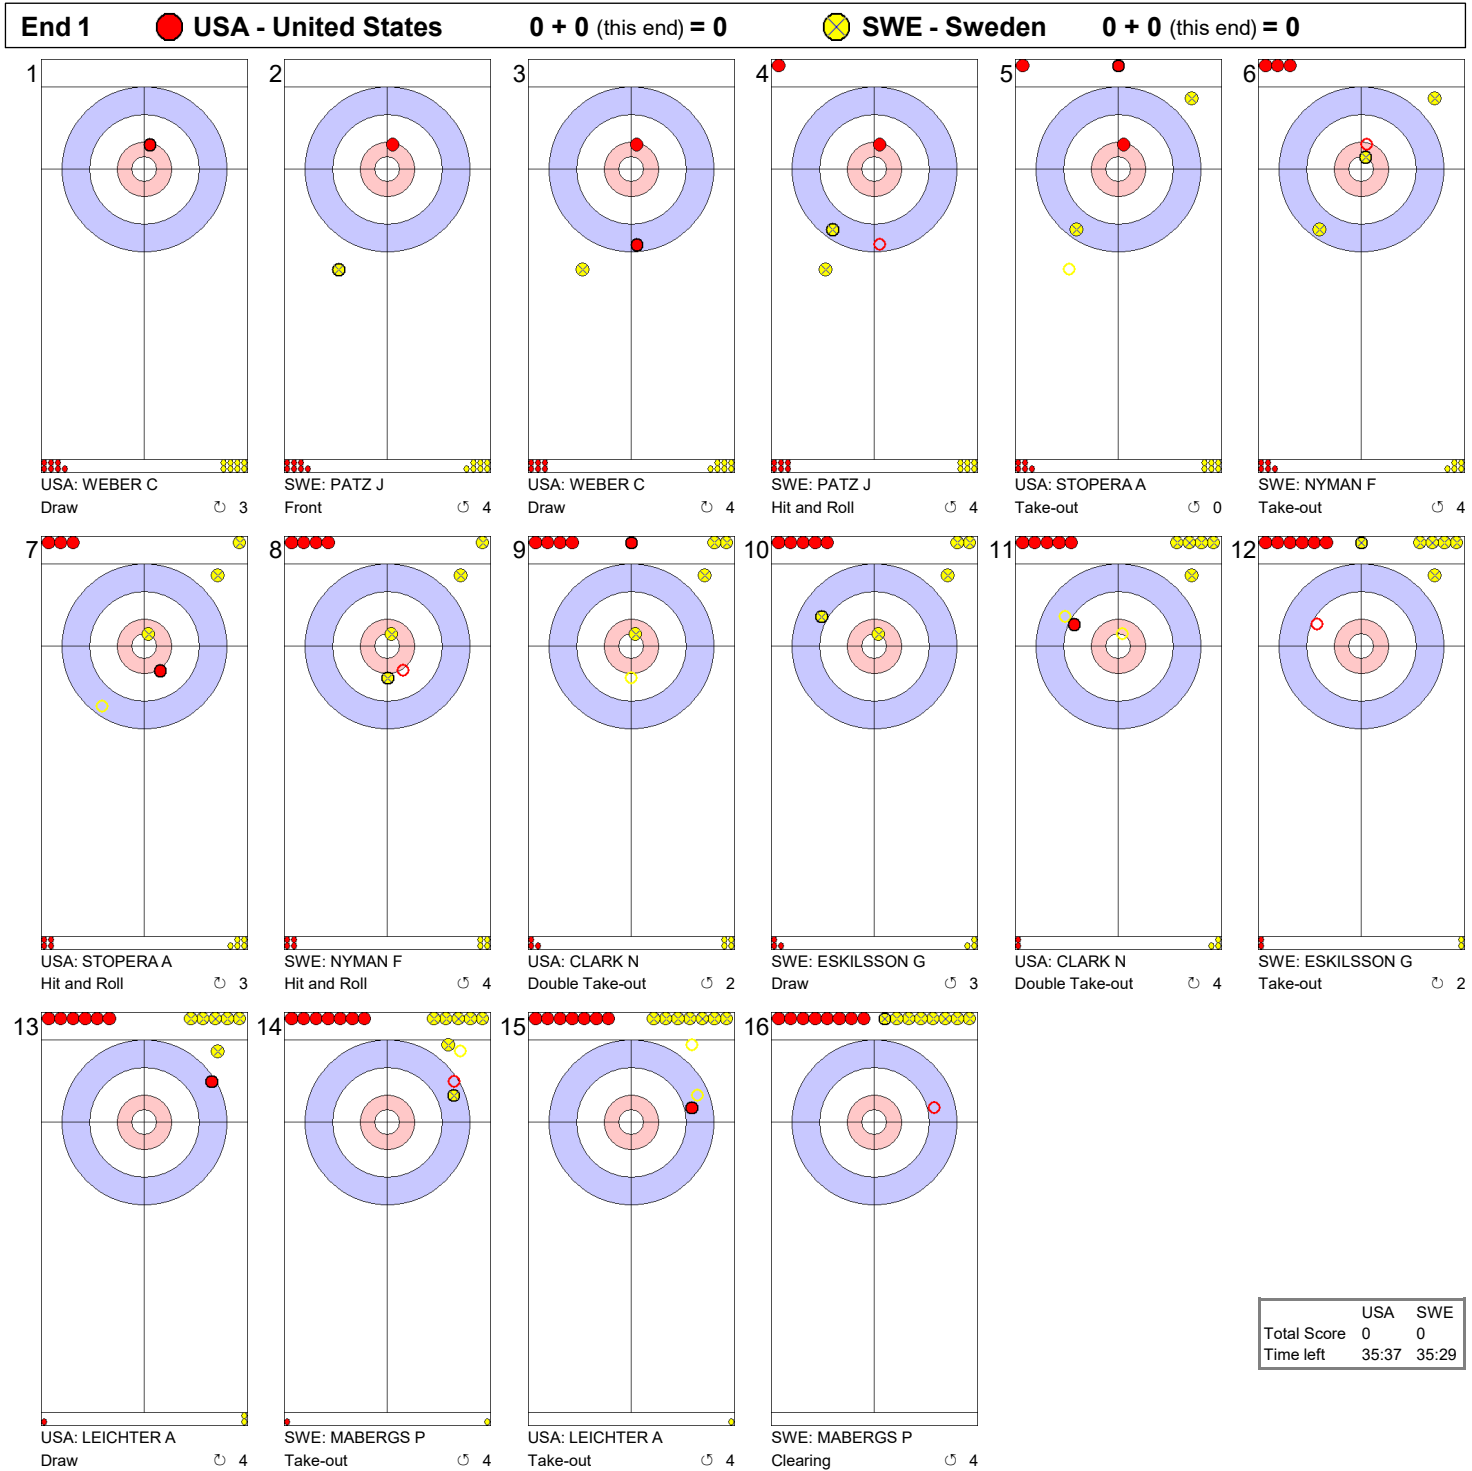 End 1 USA - United States 0 + 0 (this end) = 0 SWE - Sweden 0 + 0 (this end) = 0
1 2 3 4 5 6
USA: WEBER C SWE: PATZ J USA: WEBER C SWE: PATZ J USA: STOPERA A SWE: NYMAN F
Draw ↻ 3 Front ↺ 4 Draw ↻ 4 Hit and Roll ↺ 4 Take-out ↺ 0 Take-out ↺ 4
7 8 9 10 11 12
USA: STOPERA A SWE: NYMAN F USA: CLARK N SWE: ESKILSSON G USA: CLARK N SWE: ESKILSSON G
Hit and Roll ↻ 3 Hit and Roll ↺ 4 Double Take-out ↺ 2 Draw ↺ 3 Double Take-out ↻ 4 Take-out ↻ 2
13 14 15 16
USA: LEICHTER A SWE: MABERGS P USA: LEICHTER A SWE: MABERGS P
Draw ↻ 4 Take-out ↺ 4 Take-out ↺ 4 Clearing ↺ 4
USA SWE
Total Score 0 0
Time left 35:37 35:29